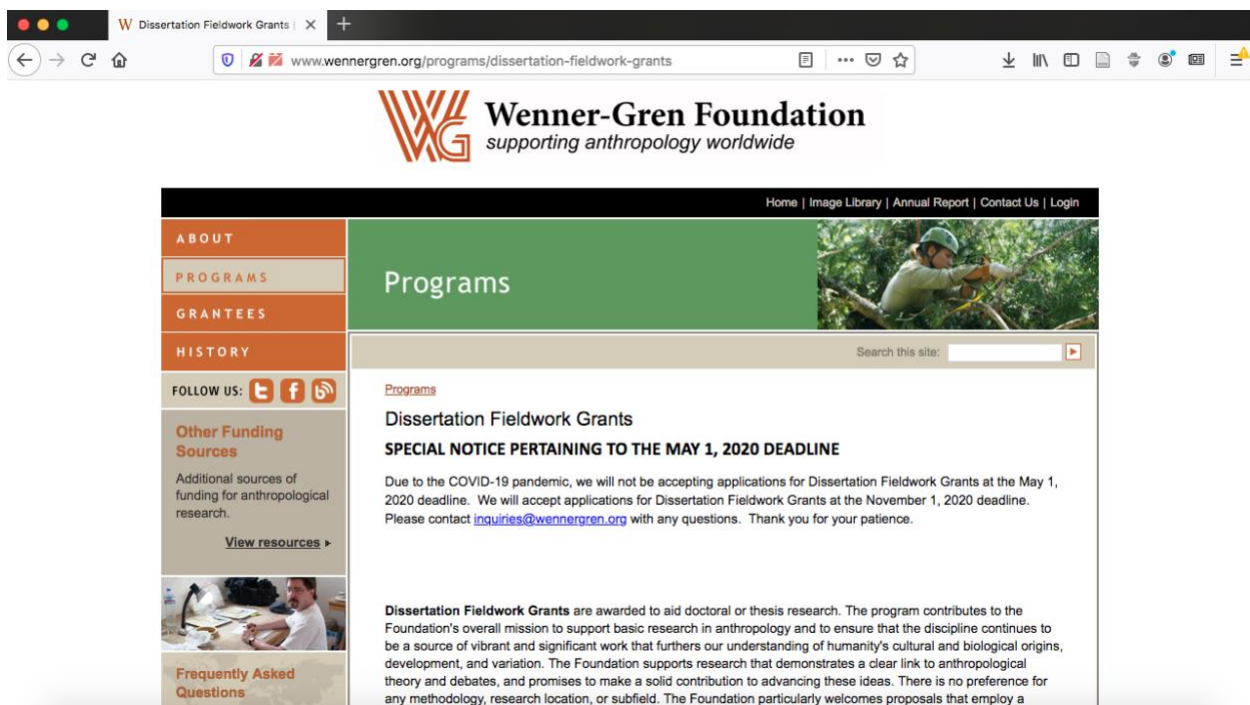 W Dissertation Fieldwork Grants |
www.wennergren.org/programs/dissertation-fieldwork-grants
WG
Wenner-Gren Foundation
supporting anthropology worldwide
Home | Image Library | Annual Report | Contact Us | Login
ABOUT
PROGRAMS
GRANTEES
HISTORY
FOLLOW US:
Other Funding
Sources
Additional sources of
funding for anthropological
research.
View resources
Frequently Asked
Questions
Programs
Search this site:
Programs
Dissertation Fieldwork Grants
SPECIAL NOTICE PERTAINING TO THE MAY 1, 2020 DEADLINE
Due to the COVID-19 pandemic, we will not be accepting applications for Dissertation Fieldwork Grants at the May 1,
2020 deadline. We will accept applications for Dissertation Fieldwork Grants at the November 1, 2020 deadline.
Please contact inquiries@wennergren.org with any questions. Thank you for your patience.
Dissertation Fieldwork Grants are awarded to aid doctoral or thesis research. The program contributes to the
Foundation's overall mission to support basic research in anthropology and to ensure that the discipline continues to
be a source of vibrant and significant work that furthers our understanding of humanity's cultural and biological origins,
development, and variation. The Foundation supports research that demonstrates a clear link to anthropological
theory and debates, and promises to make a solid contribution to advancing these ideas. There is no preference for
any methodology, research location, or subfield. The Foundation particularly welcomes proposals that employ a